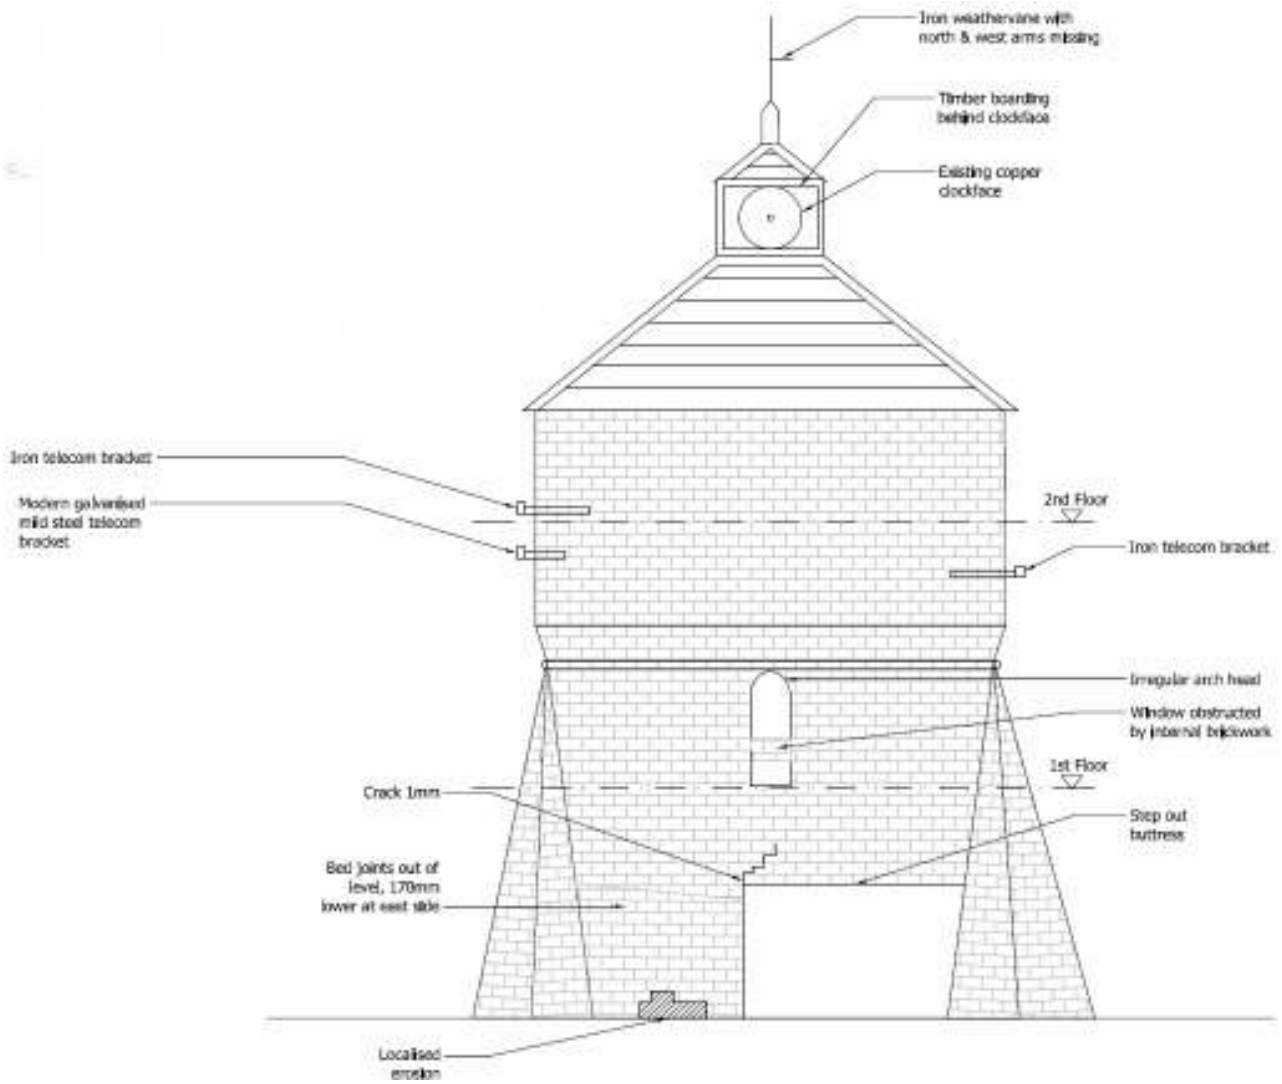 Iron weathervane with
north & west arms missing
Timber boarding
behind clockface
Existing copper
clockface
Iron telecom bracket
Modern galvanised
mild steel telecom
bracket
2nd Floor
Iron telecom bracket
Irregular arch head
Window obstructed
by internal brickwork
1st Floor
Crack 1mm
Step out
buttress
Bed joints out of
level, 170mm
lower at east side
Localised
erosion